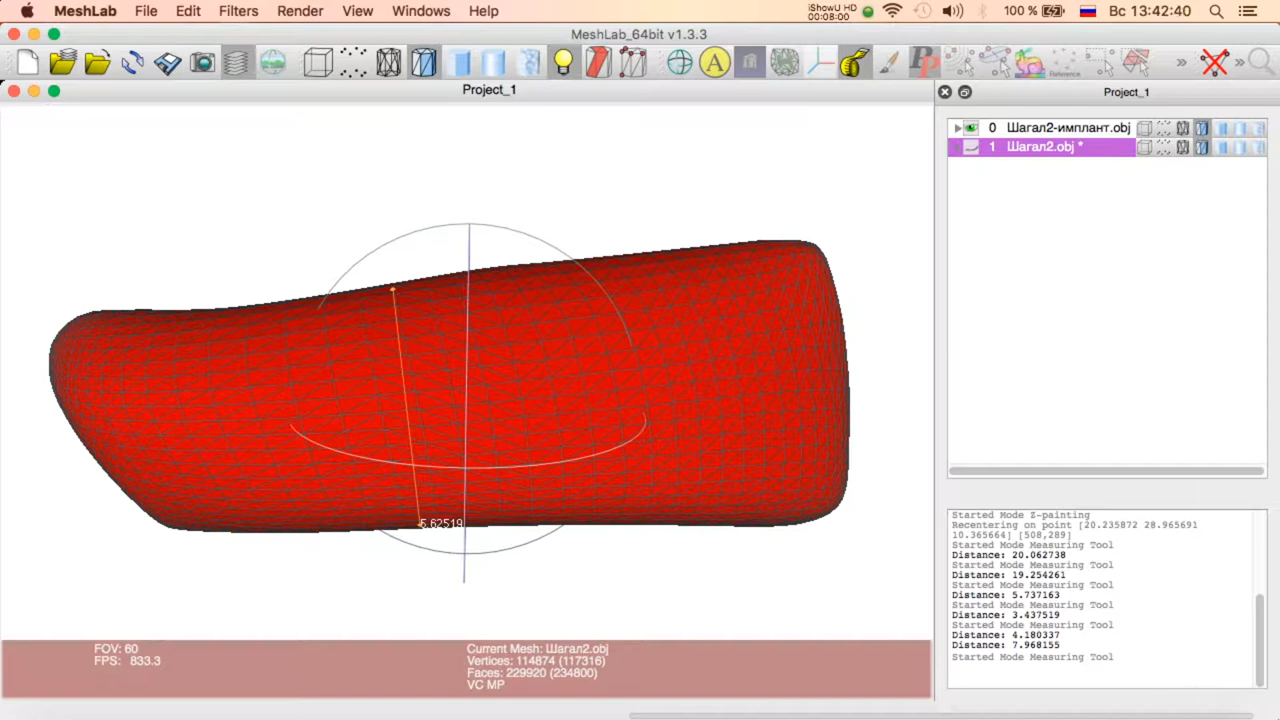 MeshLab File Edit Filters Render View Windows Help
iShowU HD
00:08:00
100 % Вс 13:42:40
MeshLab_64bit v1.3.3
A
Reference
Project_1
Project_1
0 Шагал2-имплант.obj
1 Шагал2.obj *
5.62519
Started Mode Z-painting
Recentering on point [20.235872 28.965691
10.365664] [508,289]
Started Mode Measuring Tool
Distance: 20.062738
Started Mode Measuring Tool
Distance: 19.254261
Started Mode Measuring Tool
Distance: 5.737163
Started Mode Measuring Tool
Distance: 3.437519
Started Mode Measuring Tool
Distance: 4.180337
Distance: 7.968155
Started Mode Measuring Tool
FOV: 60
FPS: 833.3
Current Mesh: Шагал2.obj
Vertices: 114874 (117316)
Faces: 229920 (234800)
VC MP